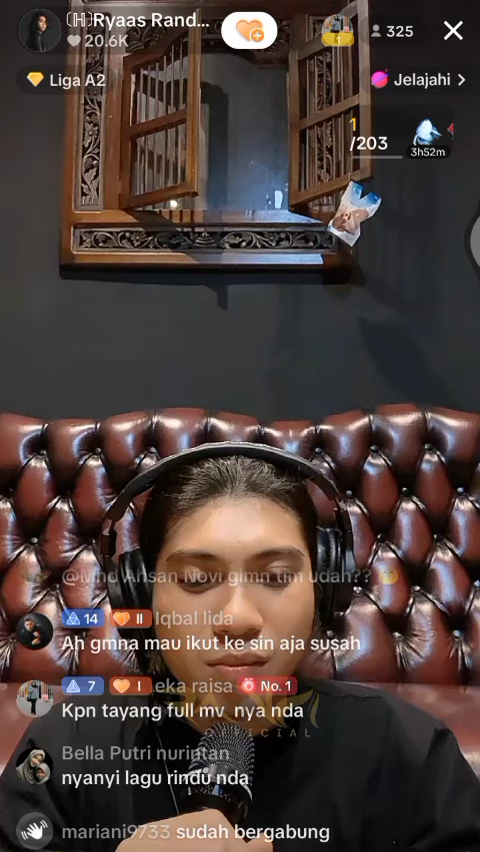 🄗Ryaas Rand...
20.6K
325
Liga A2
Jelajahi >
1
/203
3h52m
@Mhd Ahsan Novi gimn tim udah??
14 II Iqbal lida
Ah gmna mau ikut ke sin aja susah
7 I eka raisa No. 1
Kpn tayang full mv nya nda
OFFICIAL
Bella Putri nurintan
nyanyi lagu rindu nda
mariani9733 sudah bergabung